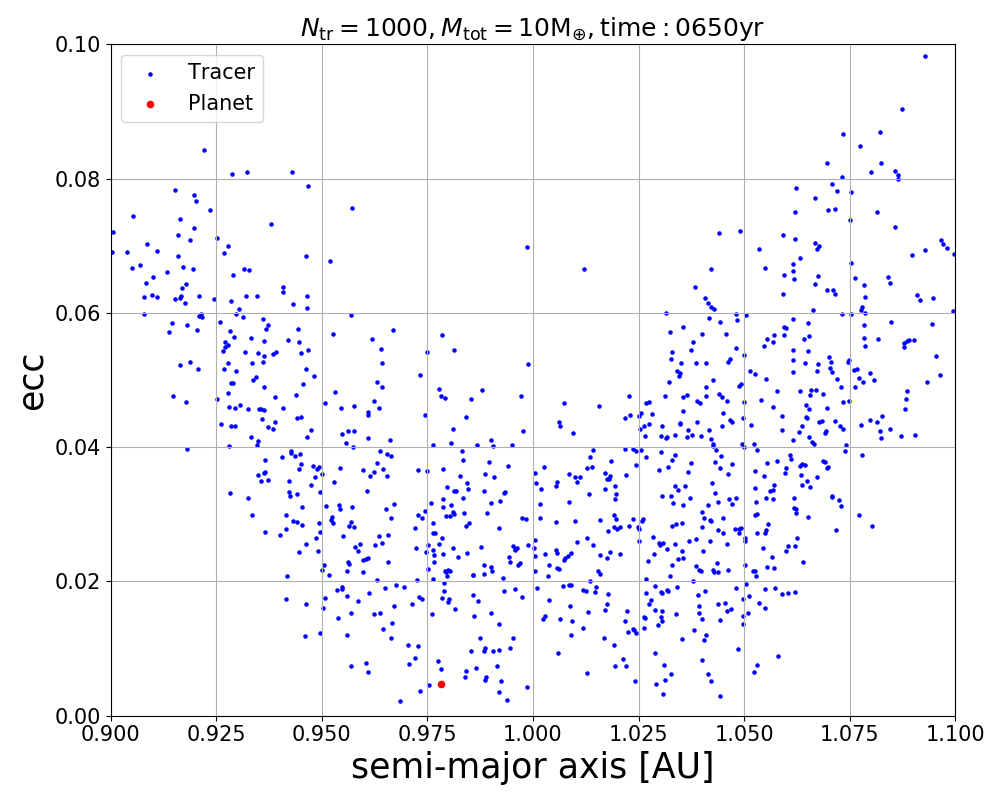 N_tr = 1000, M_tot = 10M_⊕, time : 0650yr
0.10
Tracer
Planet
0.08
0.06
0.04
0.02
0.00
ecc
0.900 0.925 0.950 0.975 1.000 1.025 1.050 1.075 1.100
semi-major axis [AU]